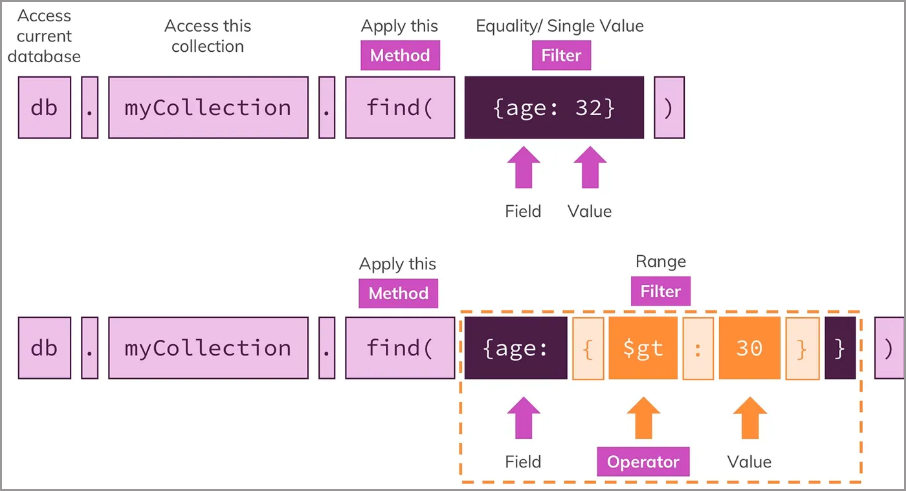 Access
current
database
Access this
collection
Apply this
Method
Equality/ Single Value
Filter
db . myCollection . find( {age: 32} )
Field Value
Apply this
Method
Range
Filter
db . myCollection . find( {age: { $gt : 30 } } )
Field Operator Value